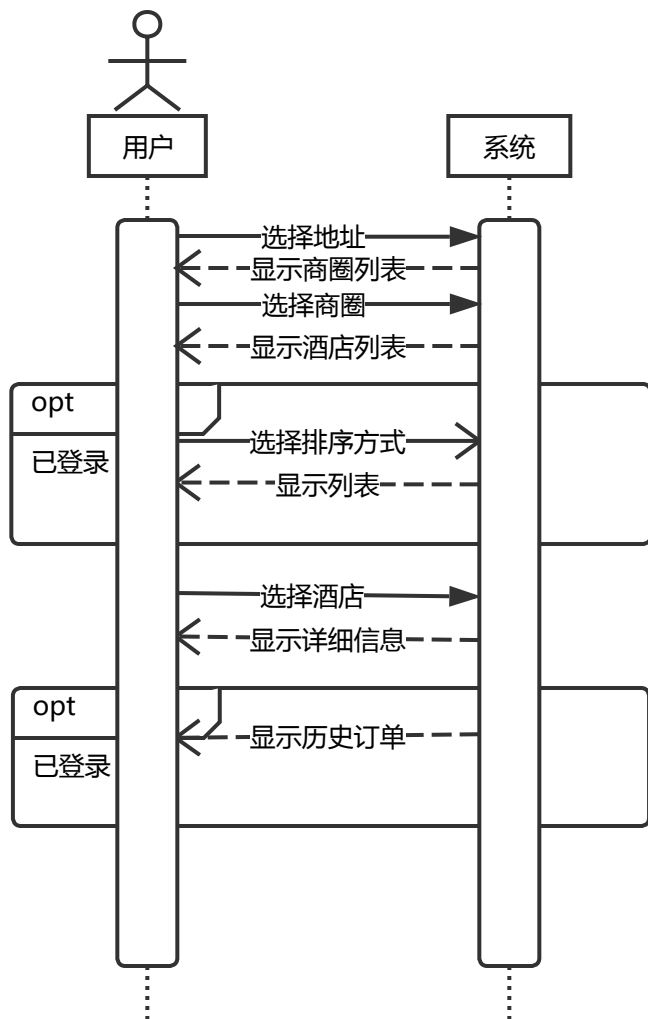 用户
系统
选择地址
显示商圈列表
选择商圈
显示酒店列表
opt
已登录
选择排序方式
显示列表
选择酒店
显示详细信息
opt
已登录
显示历史订单